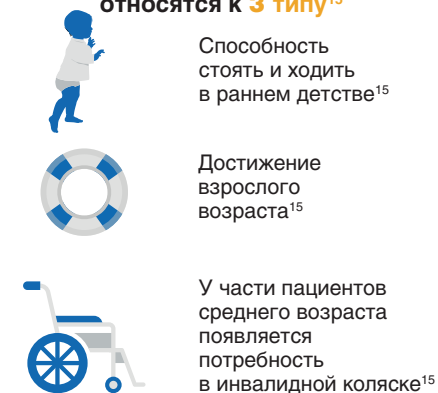 относятся к 3 типу¹⁵
Способность
стоять и ходить
в раннем детстве¹⁵
Достижение
взрослого
возраста¹⁵
У части пациентов
среднего возраста
появляется
потребность
в инвалидной коляске¹⁵